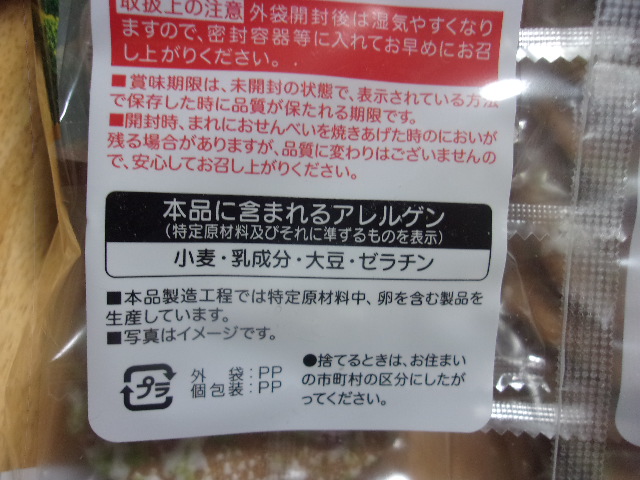 取扱上の注意 外袋開封後は湿気やすくなり
ますので、密封容器等に入れてお早めにお召
し上がりください。
■賞味期限は、未開封の状態で、表示されている方法
で保存した時に品質が保たれる期限です。
■開封時、まれにおせんべいを焼きあげた時のにおいが
残る場合がありますが、品質に変わりはございませんの
で、安心してお召し上がりください。
本品に含まれるアレルゲン
(特定原材料及びそれに準ずるものを表示)
小麦・乳成分・大豆・ゼラチン
■本品製造工程では特定原材料中、卵を含む製品を
生産しています。
■写真はイメージです。
プラ
外 袋:PP
個包装:PP
●捨てるときは、お住まい
の市町村の区分にしたが
ってください。